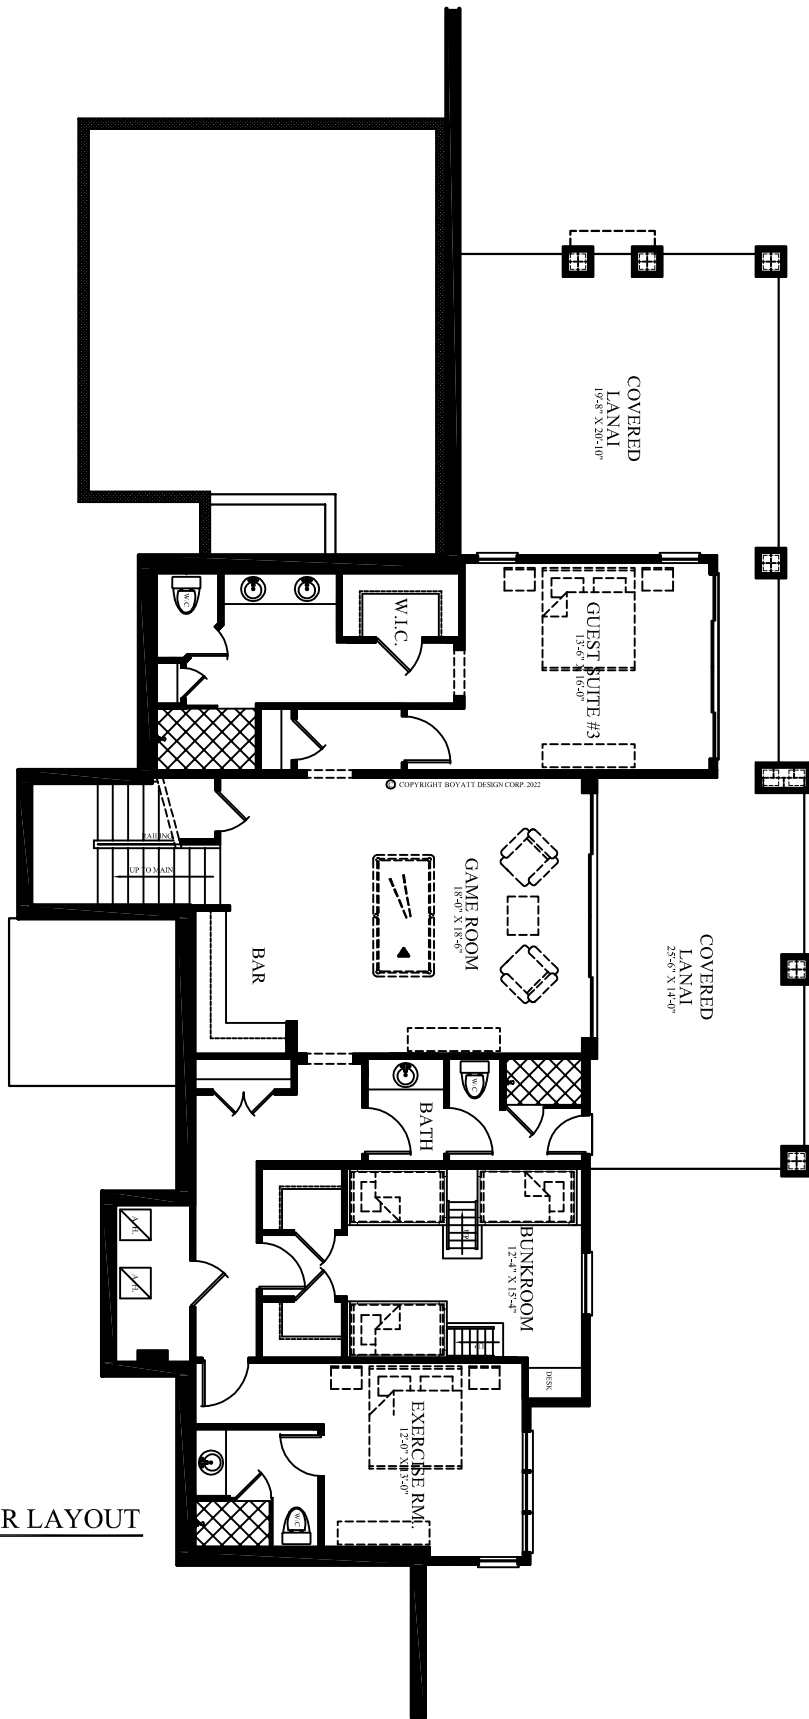 COVERED
LANAI
19'-8" X 20'-10"
W.C
W.I.C.
GUEST SUITE #3
13'-6" X 16'-0"
© COPYRIGHT BOYATT DESIGN CORP. 2022
RAILING
UP TO MAIN
GAME ROOM
18'-0" X 18'-6"
BAR
COVERED
LANAI
25'-6" X 14'-0"
W.C
BATH
A.H.
A.H.
UP
BUNKROOM
12'-4" X 15'-4"
UP
DESK
EXERCISE RM.
12'-0" X 13'-0"
W.C
R LAYOUT